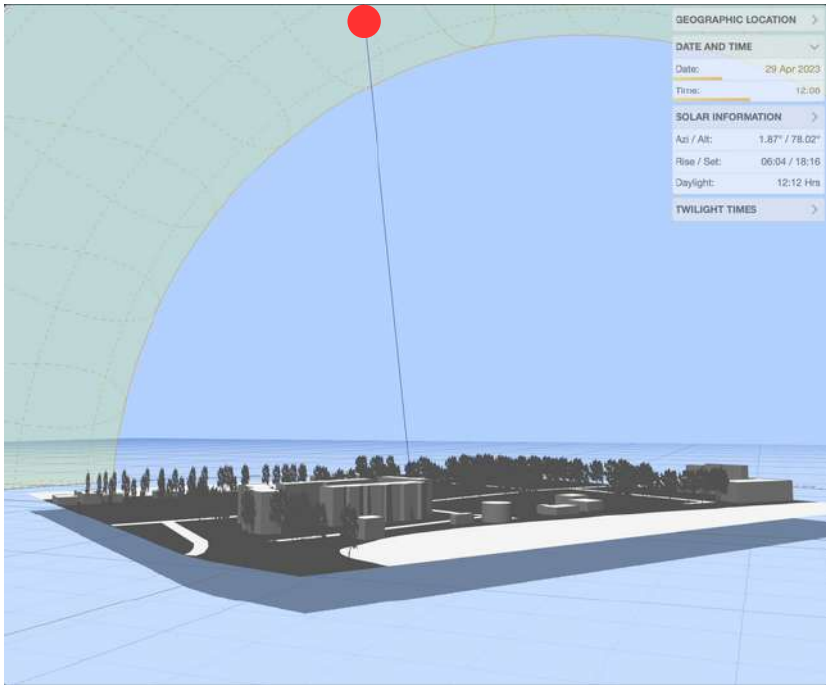 GEOGRAPHIC LOCATION
DATE AND TIME
Date: 29 Apr 2023
Time: 12:08
SOLAR INFORMATION
Azi / Alt: 1.87° / 78.02°
Rise / Set: 06:04 / 18:16
Daylight: 12:12 Hrs
TWILIGHT TIMES